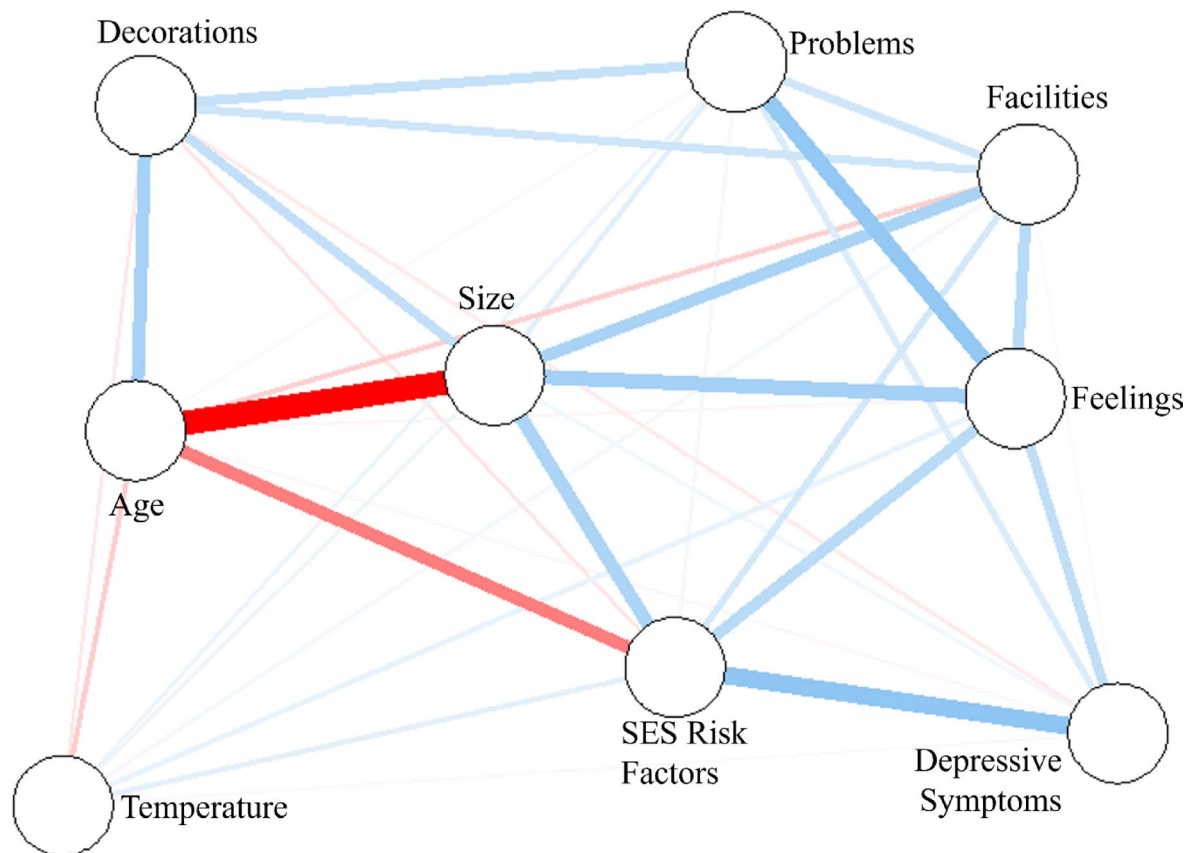 Decorations
Problems
Facilities
Size
Feelings
Age
SES Risk
Factors
Depressive
Symptoms
Temperature